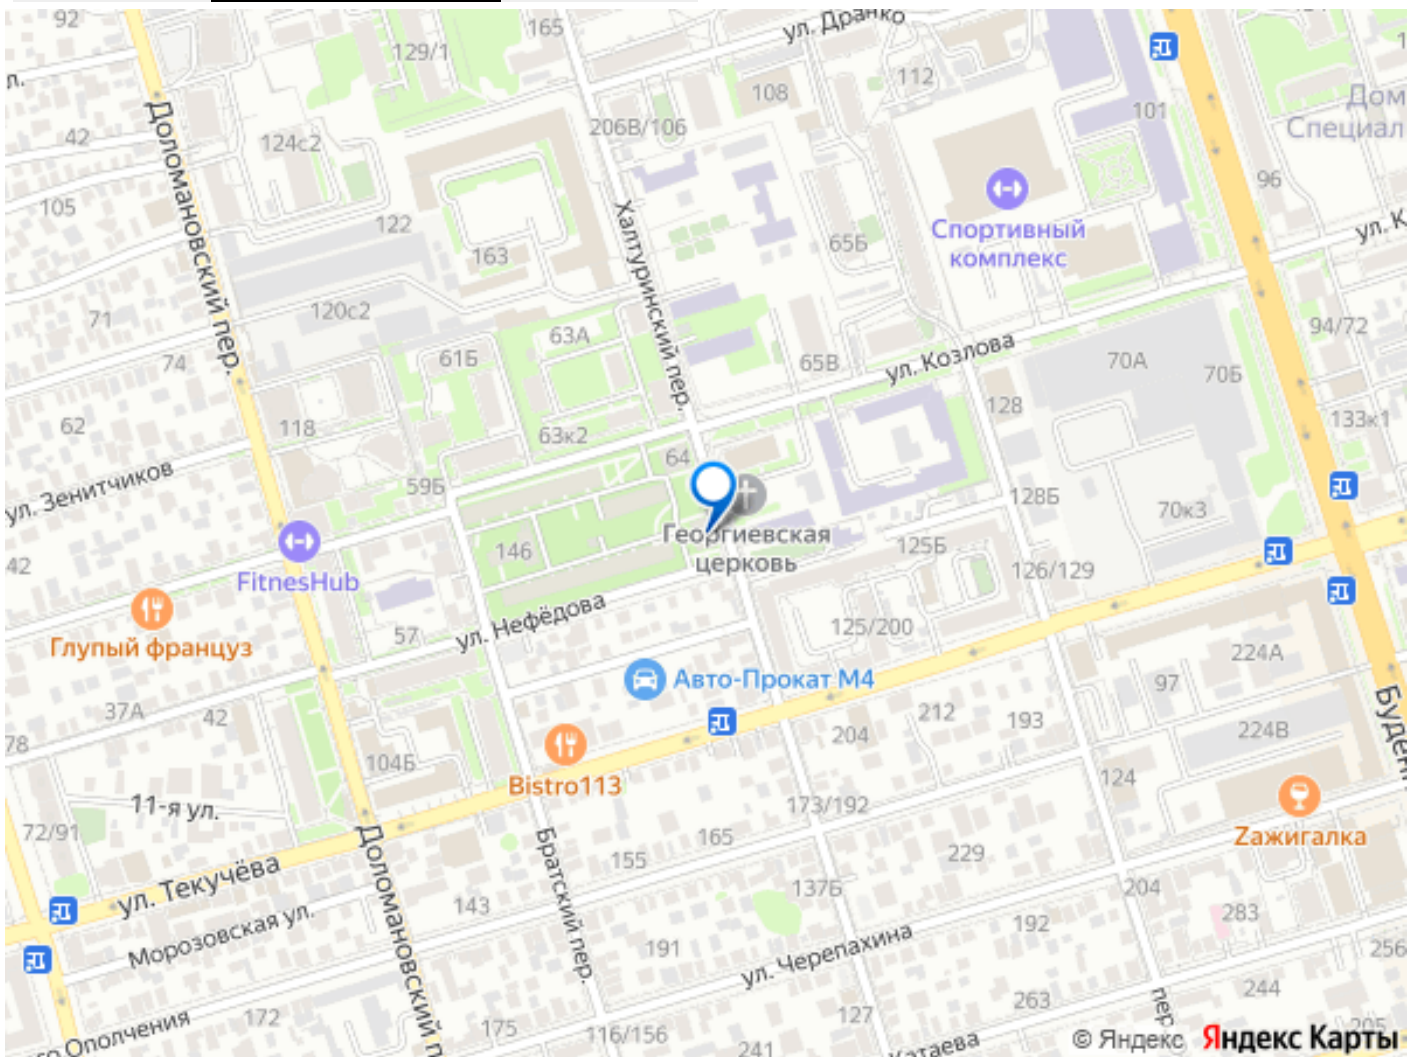 92
165
ул. Дранко
129/1
112
л.
108
101
Дом
Специал
42
124с2
206В/106
Доломановский пер.
96
105
122
Халтуринский пер.
65Б
Спортивный
комплекс
ул. К
163
120с2
71
63А
94/72
74
61Б
65В
ул. Козлова
70А
70Б
62
118
63к2
128
133к1
64
ул. Зенитчиков
59Б
128Б
70к3
Георгиевская
церковь
146
125Б
42
FitnesHub
126/129
Глупый француз
57
ул. Нефёдова
125/200
224А
Авто-Прокат М4
97
37А
42
212
193
78
204
224В
Буденн
104Б
Bistro113
124
11-я ул.
173/192
72/91
165
Zажигалка
155
229
ул. Текучёва
Доломановский п
Братский пер.
137Б
204
143
283
Морозовская ул.
192
191
ул. Черепахина
256
244
263
пер
172
175
116/156
127
го Ополчения
241
Катаева
205
© Яндекс Яндекс Карты